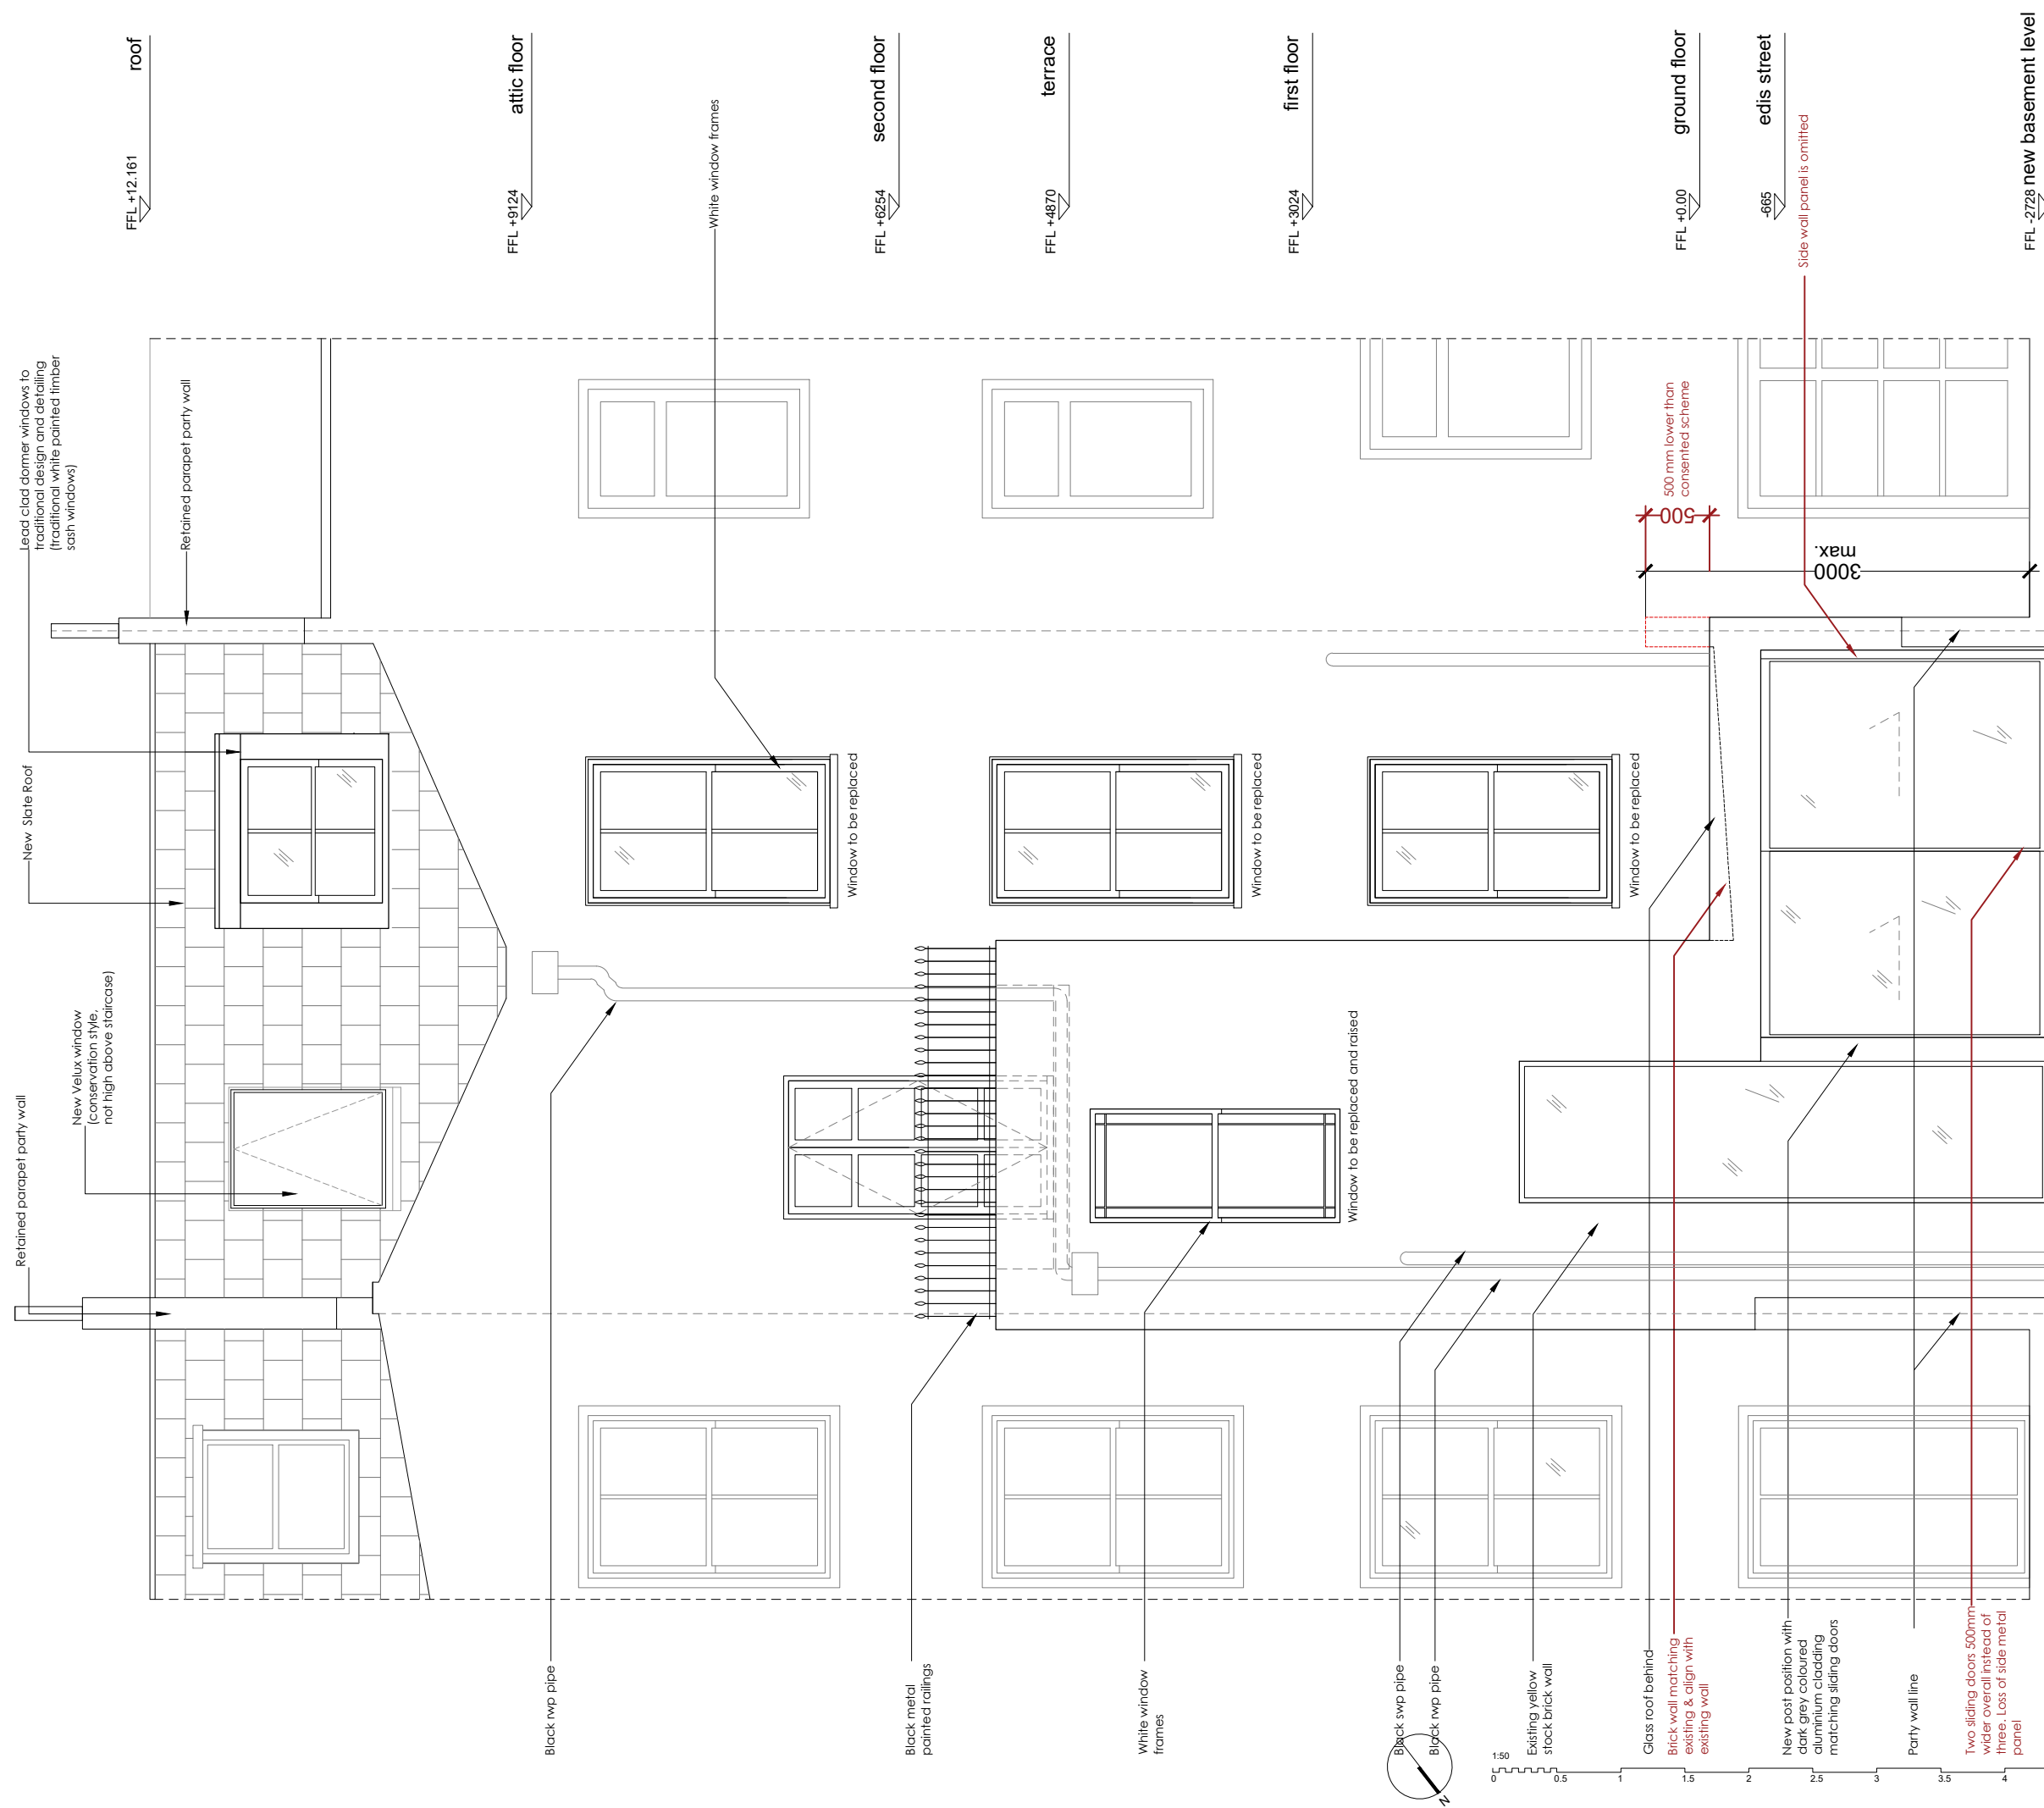 Retained parapet party wall
New Velux window
(conservation style,
not high above staircase)
New Slate Roof
Lead clad dormer windows to
traditional design and detailing
(traditional white painted timber
sash windows)
Retained parapet party wall
FFL +12.161
roof
FFL +9124
attic floor
White window frames
FFL +6254
second floor
FFL +4870
terrace
FFL +3024
first floor
FFL +0.00
ground floor
-665
edis street
Side wall panel is omitted
FFL -2728 new basement level
500 mm lower than
consented scheme
500
3000
max.
Window to be replaced
Window to be replaced
Window to be replaced
Window to be replaced and raised
Black rwp pipe
Black metal
painted railings
White window
frames
Black swp pipe
Black rwp pipe
Existing yellow
stock brick wall
Glass roof behind
Brick wall matching
existing & align with
existing wall
New post position with
dark grey coloured
aluminium cladding
matching sliding doors
Party wall line
Two sliding doors 500mm
wider overall instead of
three. Loss of side metal
panel
N
1:50
0 0.5 1 1.5 2 2.5 3 3.5 4